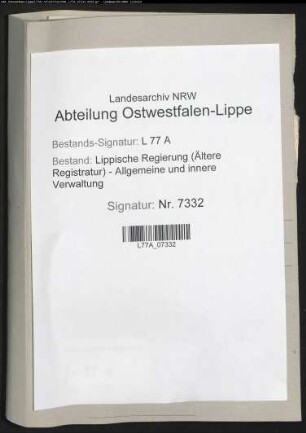 Landesarchiv NRW
Abteilung Ostwestfalen-Lippe
Bestands-Signatur: L 77 A
Bestand: Lippische Regierung (Ältere
Registratur) - Allgemeine und innere
Verwaltung
Signatur: Nr. 7332
L77A_07332